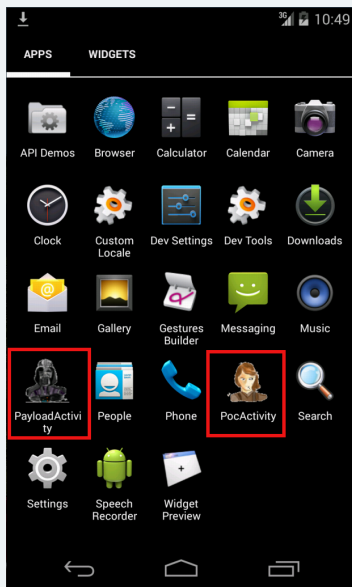 3G 10:49
APPS WIDGETS
API Demos Browser Calculator Calendar Camera
Clock Custom Locale Dev Settings Dev Tools Downloads
Email Gallery Gestures Builder Messaging Music
PayloadActivi
ty People Phone PocActivity Search
Settings Speech Recorder Widget Preview